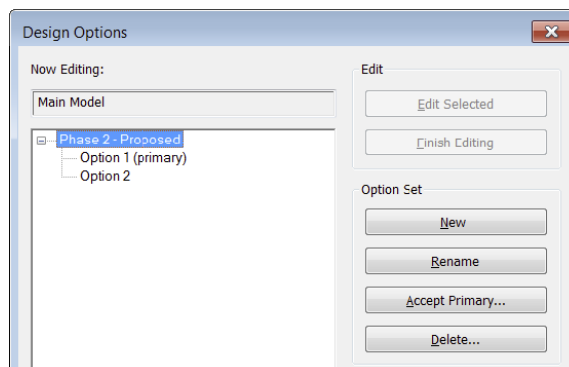 Design Options
Now Editing:
Main Model
Phase 2 - Proposed
Option 1 (primary)
Option 2
Edit
Edit Selected
Finish Editing
Option Set
New
Rename
Accept Primary...
Delete...